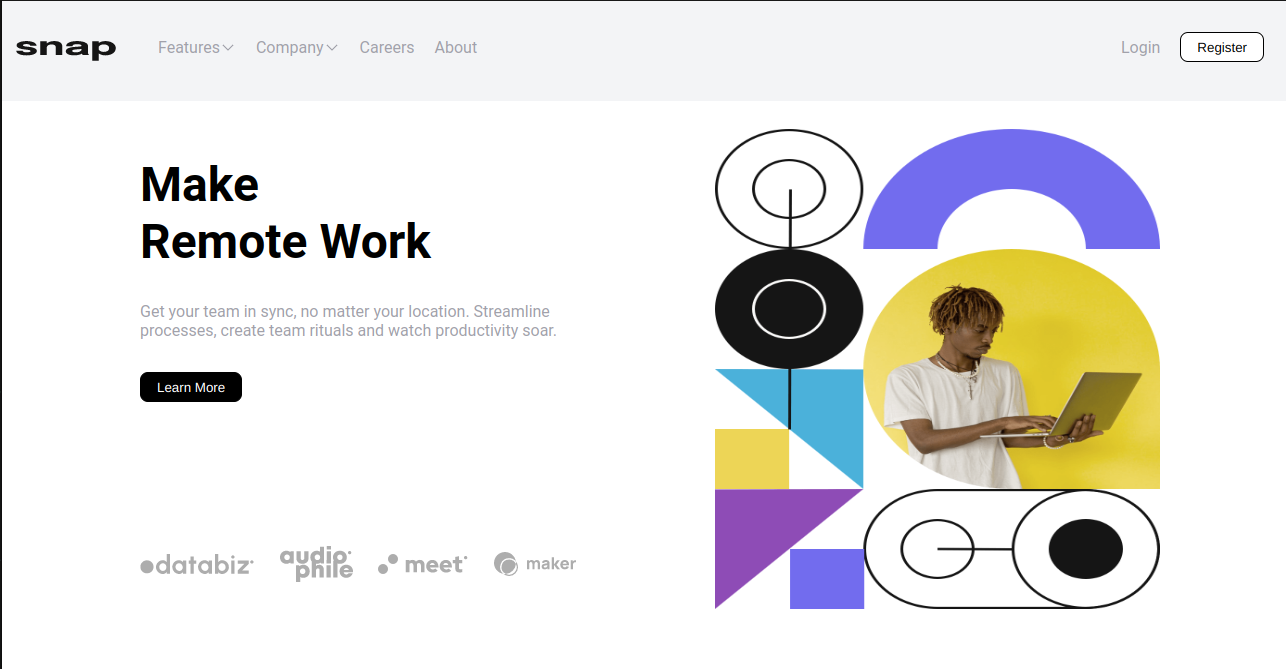 snap Features Company Careers About Login Register
Make
Remote Work
Get your team in sync, no matter your location. Streamline
processes, create team rituals and watch productivity soar.
Learn More
databiz audiophile meet maker